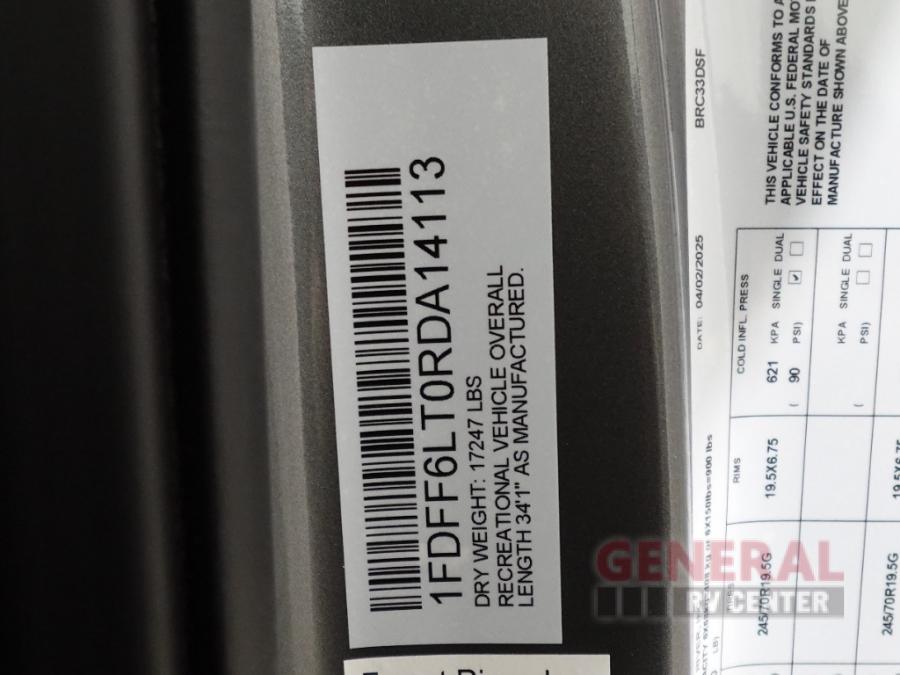 1FDFF6LT0RDA14113
DRY WEIGHT: 17247 LBS
RECREATIONAL VEHICLE OVERALL
LENGTH 34'1" AS MANUFACTURED.
BRC33DSF
DATE: 04/02/2025
THIS VEHICLE CONFORMS TO
APPLICABLE U.S. FEDERAL
VEHICLE SAFETY STANDARDS
EFFECT ON THE DATE OF
MANUFACTURE SHOWN ABOVE
RIMS COLD INFL. PRESS
245/70R19.5G 19.5X6.75 621 KPA SINGLE DUAL
( 90 PSI)
KPA SINGLE DUAL
( PSI)
245/70R19.5G
GENERAL
RV CENTER